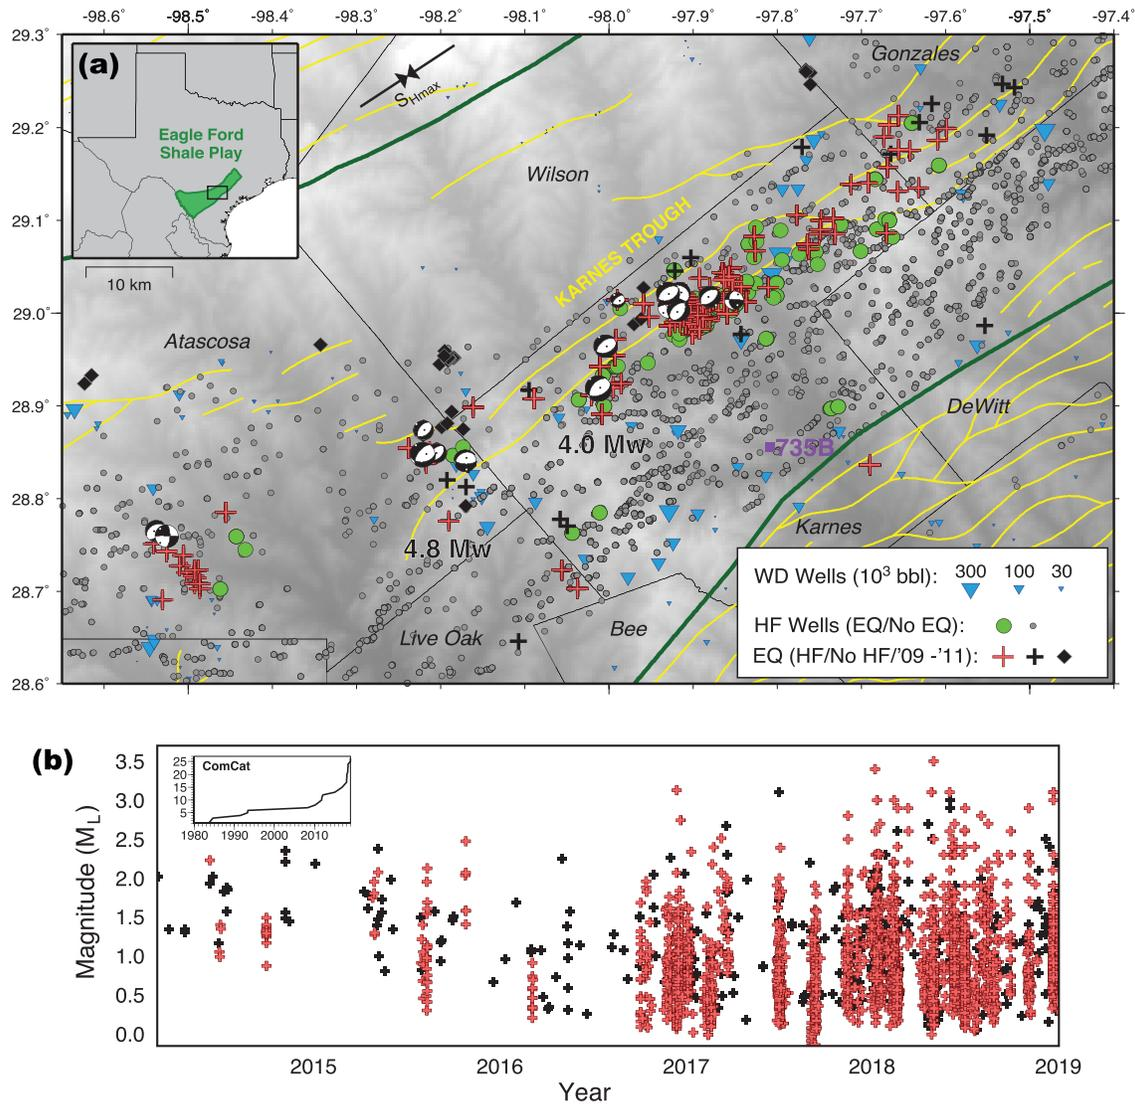 -98.6 -98.5 -98.4 -98.3 -98.2 -98.1 -98.0 -97.9 -97.8 -97.7 -97.6 -97.5 -97.4
29.3
29.2
29.1
29.0
28.9
28.8
28.7
28.6
(a)
Eagle Ford
Shale Play
10 km
SHmax
Gonzales
Wilson
KARNES TROUGH
Atascosa
DeWitt
4.0 Mw
735B
4.8 Mw
Karnes
Live Oak
Bee
WD Wells (10³ bbl): 300 100 30
HF Wells (EQ/No EQ):
EQ (HF/No HF/'09 -'11):
(b)
Magnitude (ML)
3.5
3.0
2.5
2.0
1.5
1.0
0.5
0.0
ComCat
25
20
15
10
5
1980 1990 2000 2010
2015 2016 2017 2018 2019
Year